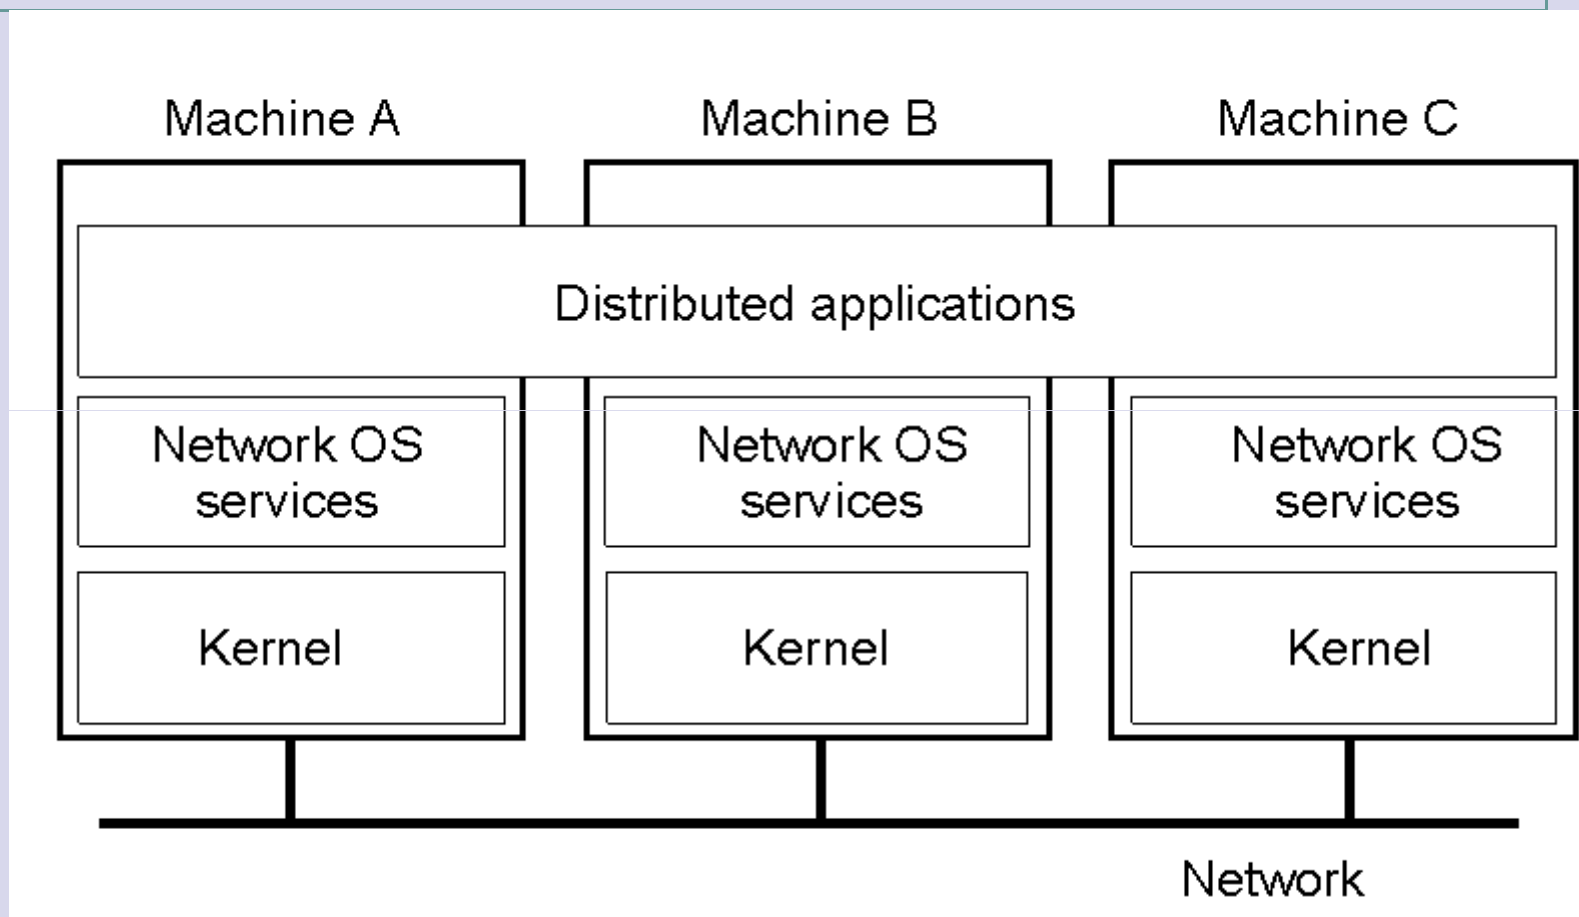 Machine A
Machine B
Machine C
Distributed applications
Network OS
services
Network OS
services
Network OS
services
Kernel
Kernel
Kernel
Network